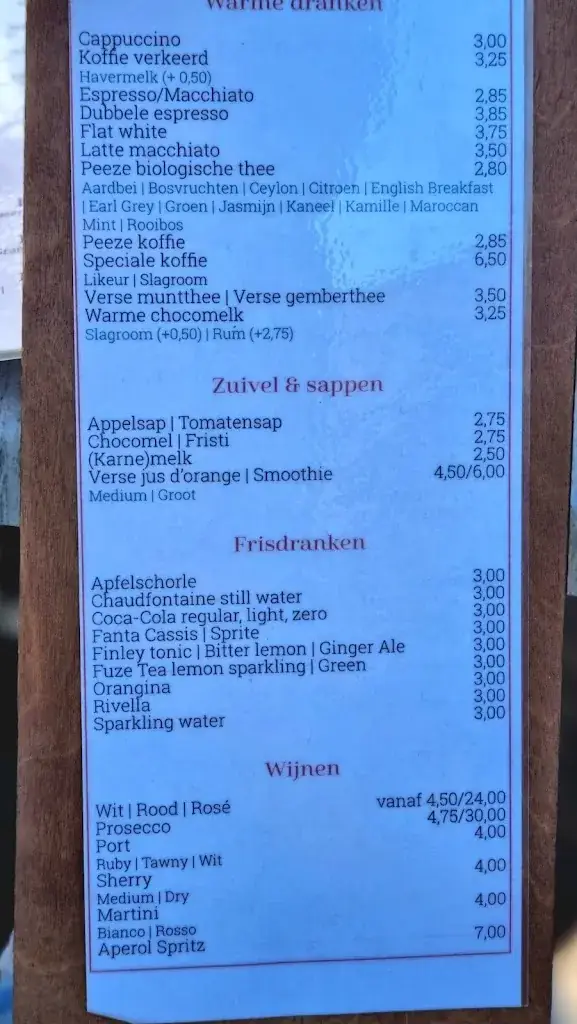 Warme dranken
Cappuccino 3,00
Koffie verkeerd 3,25
Havermelk (+ 0,50)
Espresso/Macchiato 2,85
Dubbele espresso 3,85
Flat white 3,75
Latte macchiato 3,50
Peeze biologische thee 2,80
Aardbei | Bosvruchten | Ceylon | Citroen | English Breakfast
| Earl Grey | Groen | Jasmijn | Kaneel | Kamille | Maroccan
Mint | Rooibos
Peeze koffie 2,85
Speciale koffie 6,50
Likeur | Slagroom
Verse muntthee | Verse gemberthee 3,50
Warme chocomelk 3,25
Slagroom (+0,50) | Rum (+2,75)
Zuivel & sappen
Appelsap | Tomatensap 2,75
Chocomel | Fristi 2,75
(Karne)melk 2,50
Verse jus d'orange | Smoothie 4,50/6,00
Medium | Groot
Frisdranken
Apfelschorle 3,00
Chaudfontaine still water 3,00
Coca-Cola regular, light, zero 3,00
Fanta Cassis | Sprite 3,00
Finley tonic | Bitter lemon | Ginger Ale 3,00
Fuze Tea lemon sparkling | Green 3,00
Orangina 3,00
Rivella 3,00
Sparkling water 3,00
Wijnen
Wit | Rood | Rosé vanaf 4,50/24,00
Prosecco 4,75/30,00
Port 4,00
Ruby | Tawny | Wit
Sherry 4,00
Medium | Dry
Martini 4,00
Bianco | Rosso
Aperol Spritz 7,00